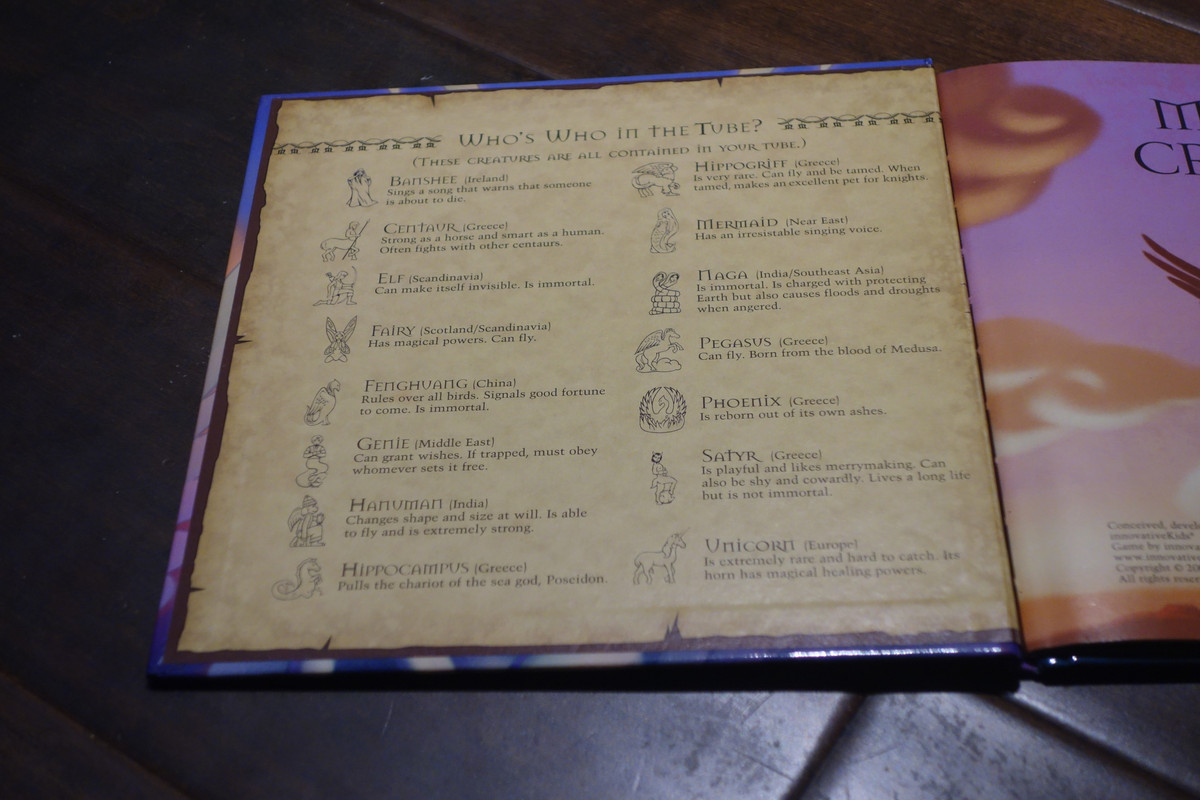 Who's Who in the Tube?
(These creatures are all contained in your tube.)
Banshee (Ireland)
Sings a song that warns that someone
is about to die.
Centaur (Greece)
Strong as a horse and smart as a human.
Often fights with other centaurs.
Elf (Scandinavia)
Can make itself invisible. Is immortal.
Fairy (Scotland/Scandinavia)
Has magical powers. Can fly.
Fenghuang (China)
Rules over all birds. Signals good fortune
to come. Is immortal.
Genie (Middle East)
Can grant wishes. If trapped, must obey
whomever sets it free.
Hanuman (India)
Changes shape and size at will. Is able
to fly and is extremely strong.
Hippocampus (Greece)
Pulls the chariot of the sea god, Poseidon.
Hippogriff (Greece)
Is very rare. Can fly and be tamed. When
tamed, makes an excellent pet for knights.
Mermaid (Near East)
Has an irresistable singing voice.
Naga (India/Southeast Asia)
Is immortal. Is charged with protecting
Earth but also causes floods and droughts
when angered.
Pegasus (Greece)
Can fly. Born from the blood of Medusa.
Phoenix (Greece)
Is reborn out of its own ashes.
Satyr (Greece)
Is playful and likes merrymaking. Can
also be shy and cowardly. Lives a long life
but is not immortal.
Unicorn (Europe)
Is extremely rare and hard to catch. Its
horn has magical healing powers.
Conceived,
innovativeKids®
Game by
www.
Copyright ©
All rights